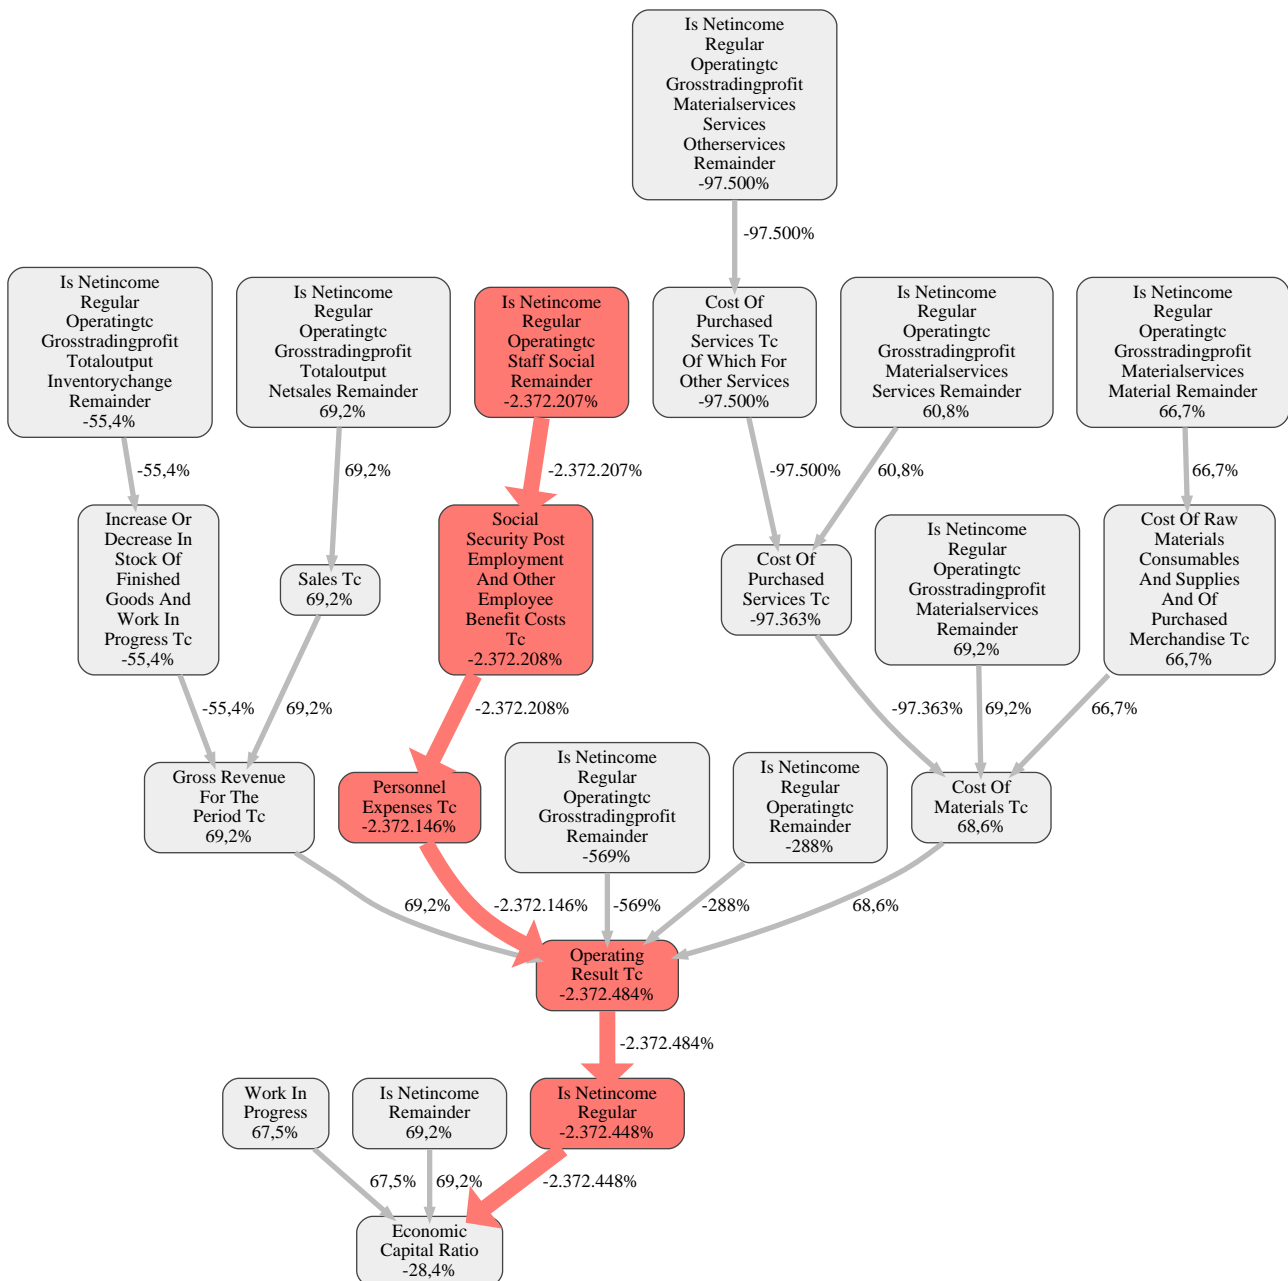 Is Netincome
Regular
Operatingtc
Grosstradingprofit
Materialservices
Services
Otherservices
Remainder
-97.500%
-97.500%
Is Netincome
Regular
Operatingtc
Grosstradingprofit
Totaloutput
Inventorychange
Remainder
-55,4%
Is Netincome
Regular
Operatingtc
Grosstradingprofit
Totaloutput
Netsales Remainder
69,2%
Is Netincome
Regular
Operatingtc
Staff Social
Remainder
-2.372.207%
Cost Of
Purchased
Services Tc
Of Which For
Other Services
-97.500%
Is Netincome
Regular
Operatingtc
Grosstradingprofit
Materialservices
Services Remainder
60,8%
Is Netincome
Regular
Operatingtc
Grosstradingprofit
Materialservices
Material Remainder
66,7%
-55,4%
69,2%
-2.372.207%
-97.500%
60,8%
66,7%
Increase Or
Decrease In
Stock Of
Finished
Goods And
Work In
Progress Tc
-55,4%
Sales Tc
69,2%
Social
Security Post
Employment
And Other
Employee
Benefit Costs
Tc
-2.372.208%
Cost Of
Purchased
Services Tc
-97.363%
Is Netincome
Regular
Operatingtc
Grosstradingprofit
Materialservices
Remainder
69,2%
Cost Of Raw
Materials
Consumables
And Supplies
And Of
Purchased
Merchandise Tc
66,7%
-55,4%
69,2%
-2.372.208%
-97.363%
69,2%
66,7%
Gross Revenue
For The
Period Tc
69,2%
Personnel
Expenses Tc
-2.372.146%
Is Netincome
Regular
Operatingtc
Grosstradingprofit
Remainder
-569%
Is Netincome
Regular
Operatingtc
Remainder
-288%
Cost Of
Materials Tc
68,6%
69,2%
-2.372.146%
-569%
-288%
68,6%
Operating
Result Tc
-2.372.484%
-2.372.484%
Work In
Progress
67,5%
Is Netincome
Remainder
69,2%
Is Netincome
Regular
-2.372.448%
67,5%
69,2%
-2.372.448%
Economic
Capital Ratio
-28,4%